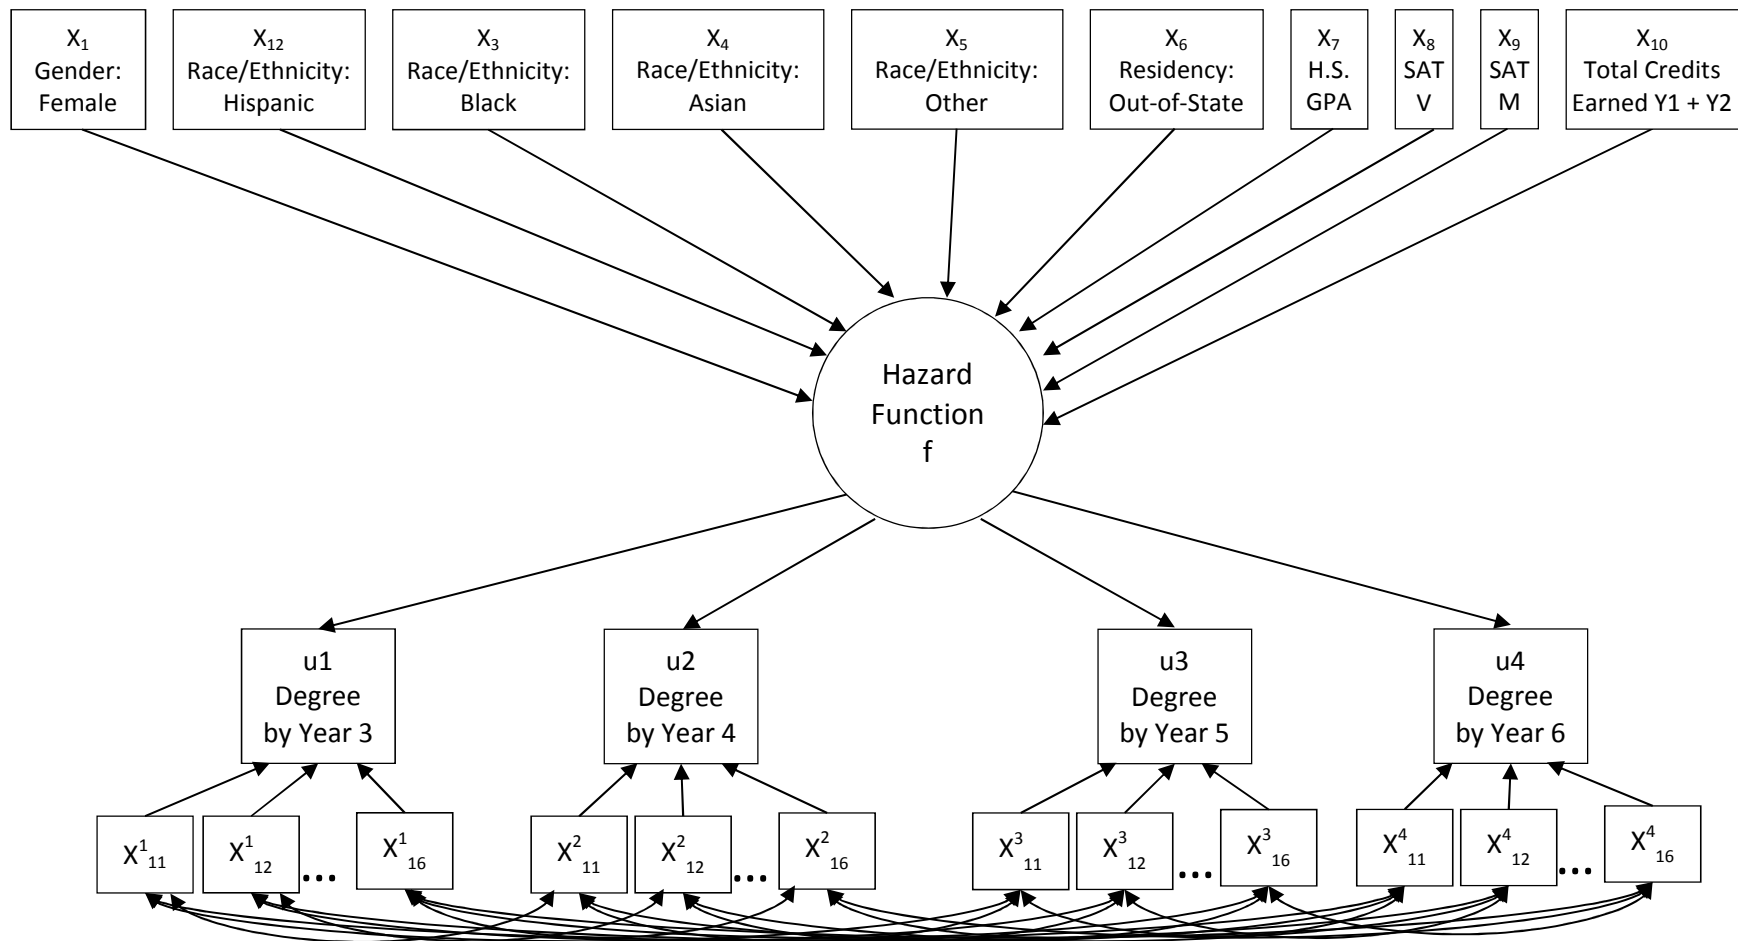 X₁
Gender:
Female
X₁₂
Race/Ethnicity:
Hispanic
X₃
Race/Ethnicity:
Black
X₄
Race/Ethnicity:
Asian
X₅
Race/Ethnicity:
Other
X₆
Residency:
Out-of-State
X₇
H.S.
GPA
X₈
SAT
V
X₉
SAT
M
X₁₀
Total Credits
Earned Y1 + Y2
Hazard
Function
f
u1
Degree
by Year 3
u2
Degree
by Year 4
u3
Degree
by Year 5
u4
Degree
by Year 6
X¹₁₁
X¹₁₂
...
X¹₁₆
X²₁₁
X²₁₂
...
X²₁₆
X³₁₁
X³₁₂
...
X³₁₆
X⁴₁₁
X⁴₁₂
...
X⁴₁₆